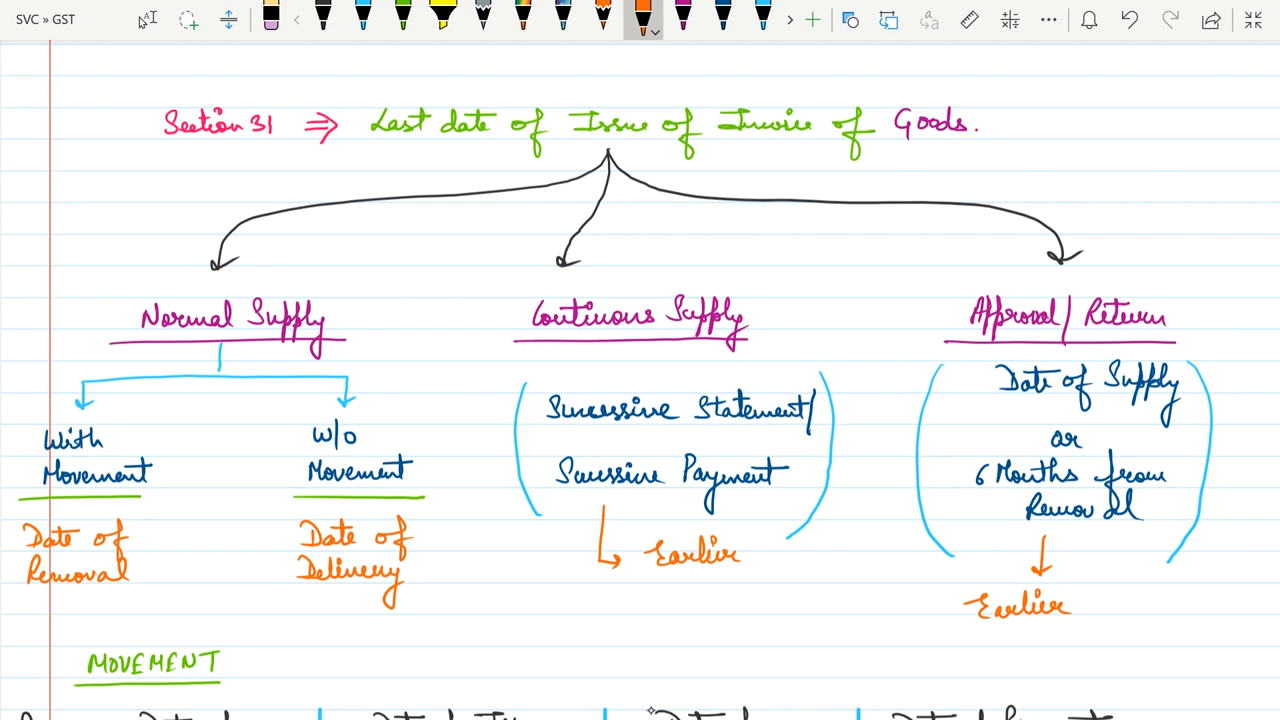 SVC » GST
Section 31 ⇒ Last date of Issue of Invoice of Goods.
Normal Supply
Continuous Supply
Approval/Return
With Movement
Date of Removal
W/o Movement
Date of Delivery
Successive Statement/
Sucessive Payment
Earlier
Date of Supply
or
6 Months from
Removal
Earlier
MOVEMENT